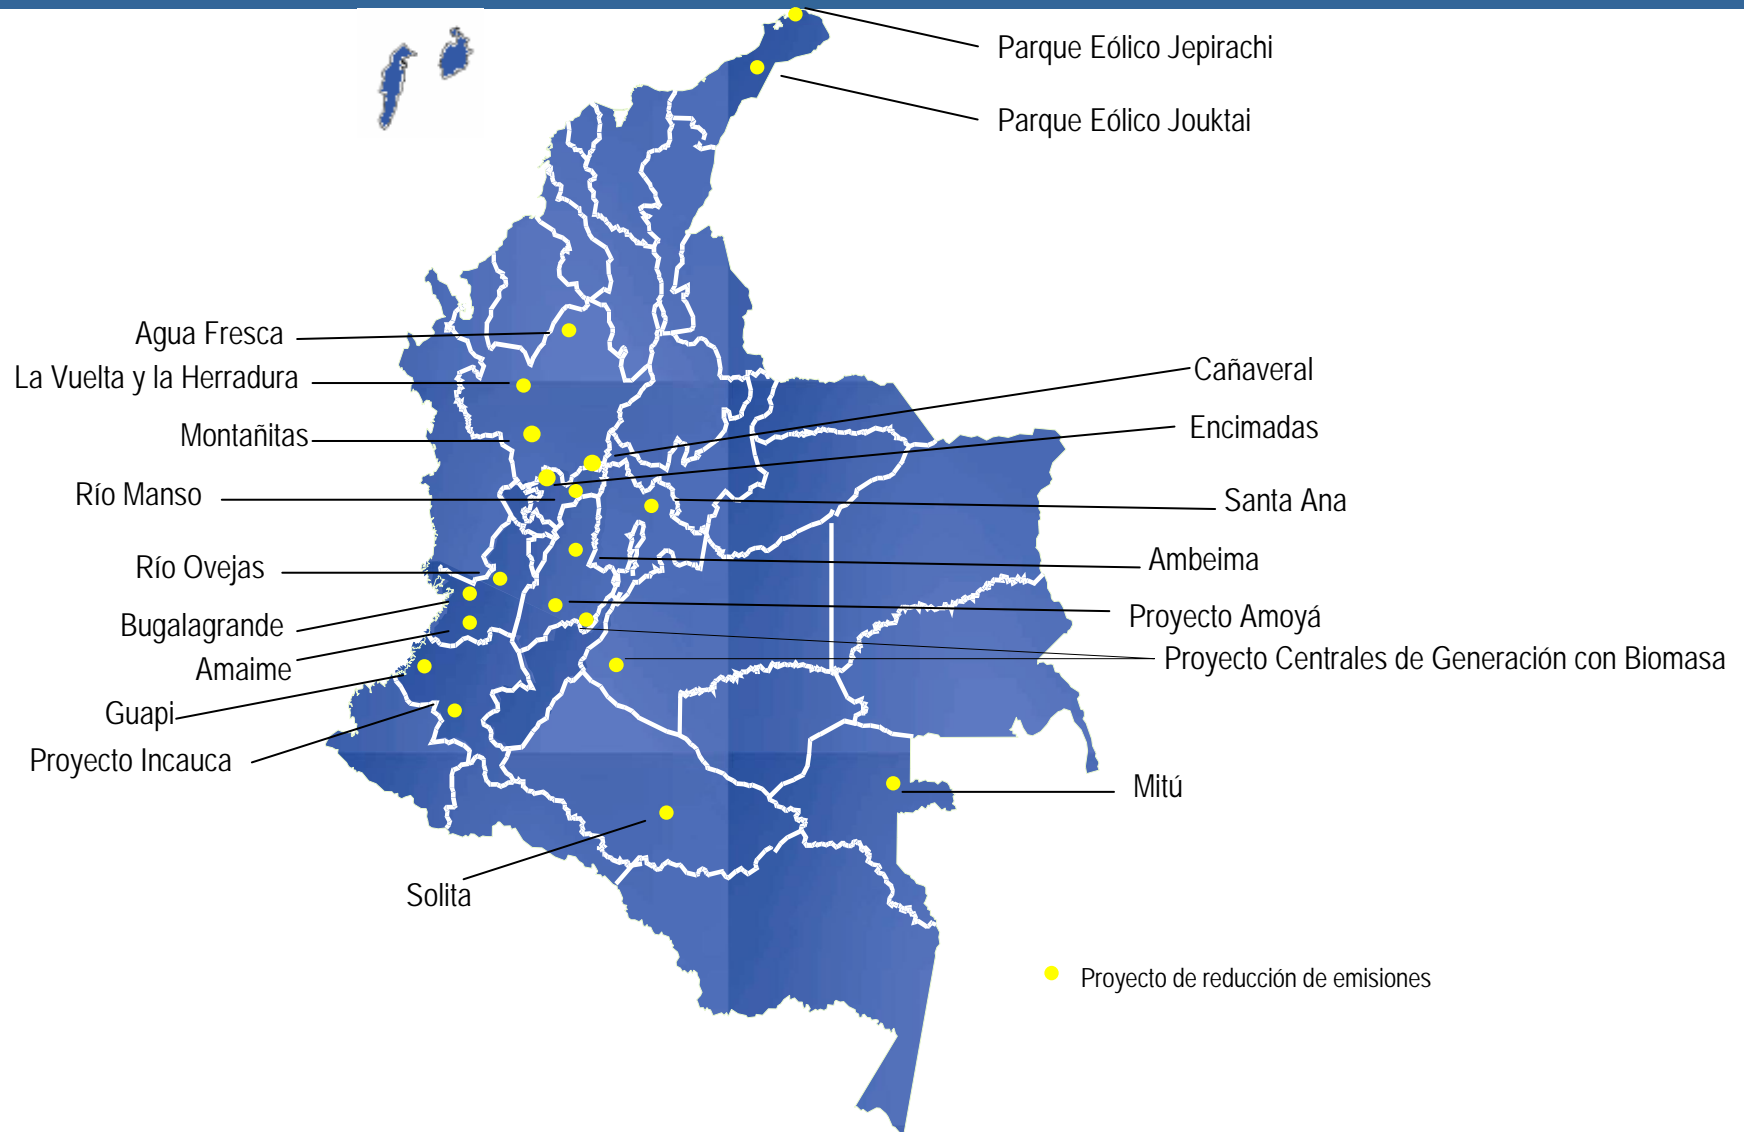 Parque Eólico Jepirachi
Parque Eólico Jouktai
Agua Fresca
La Vuelta y la Herradura
Montañitas
Río Manso
Río Ovejas
Bugalagrande
Amaime
Guapi
Proyecto Incauca
Solita
Cañaveral
Encimadas
Santa Ana
Ambeima
Proyecto Amoyá
Proyecto Centrales de Generación con Biomasa
Mitú
Proyecto de reducción de emisiones